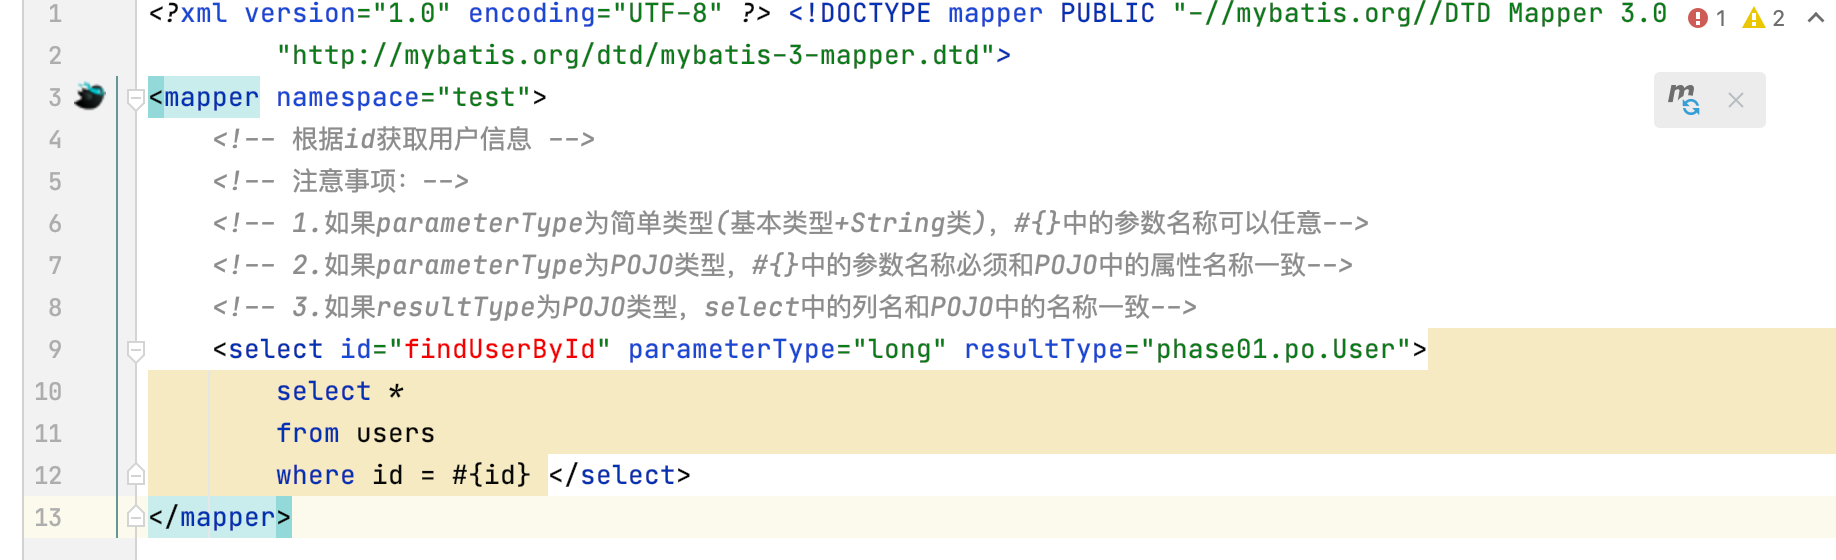 1 <?xml version="1.0" encoding="UTF-8" ?> <!DOCTYPE mapper PUBLIC "-//mybatis.org//DTD Mapper 3.0 1 2
2 "http://mybatis.org/dtd/mybatis-3-mapper.dtd">
3 <mapper namespace="test">
4 <!-- 根据id获取用户信息 -->
5 <!-- 注意事项：-->
6 <!-- 1.如果parameterType为简单类型(基本类型+String类)，#{}中的参数名称可以任意-->
7 <!-- 2.如果parameterType为POJO类型，#{}中的参数名称必须和POJO中的属性名称一致-->
8 <!-- 3.如果resultType为POJO类型，select中的列名和POJO中的名称一致-->
9 <select id="findUserById" parameterType="long" resultType="phase01.po.User">
10 select *
11 from users
12 where id = #{id} </select>
13 </mapper>